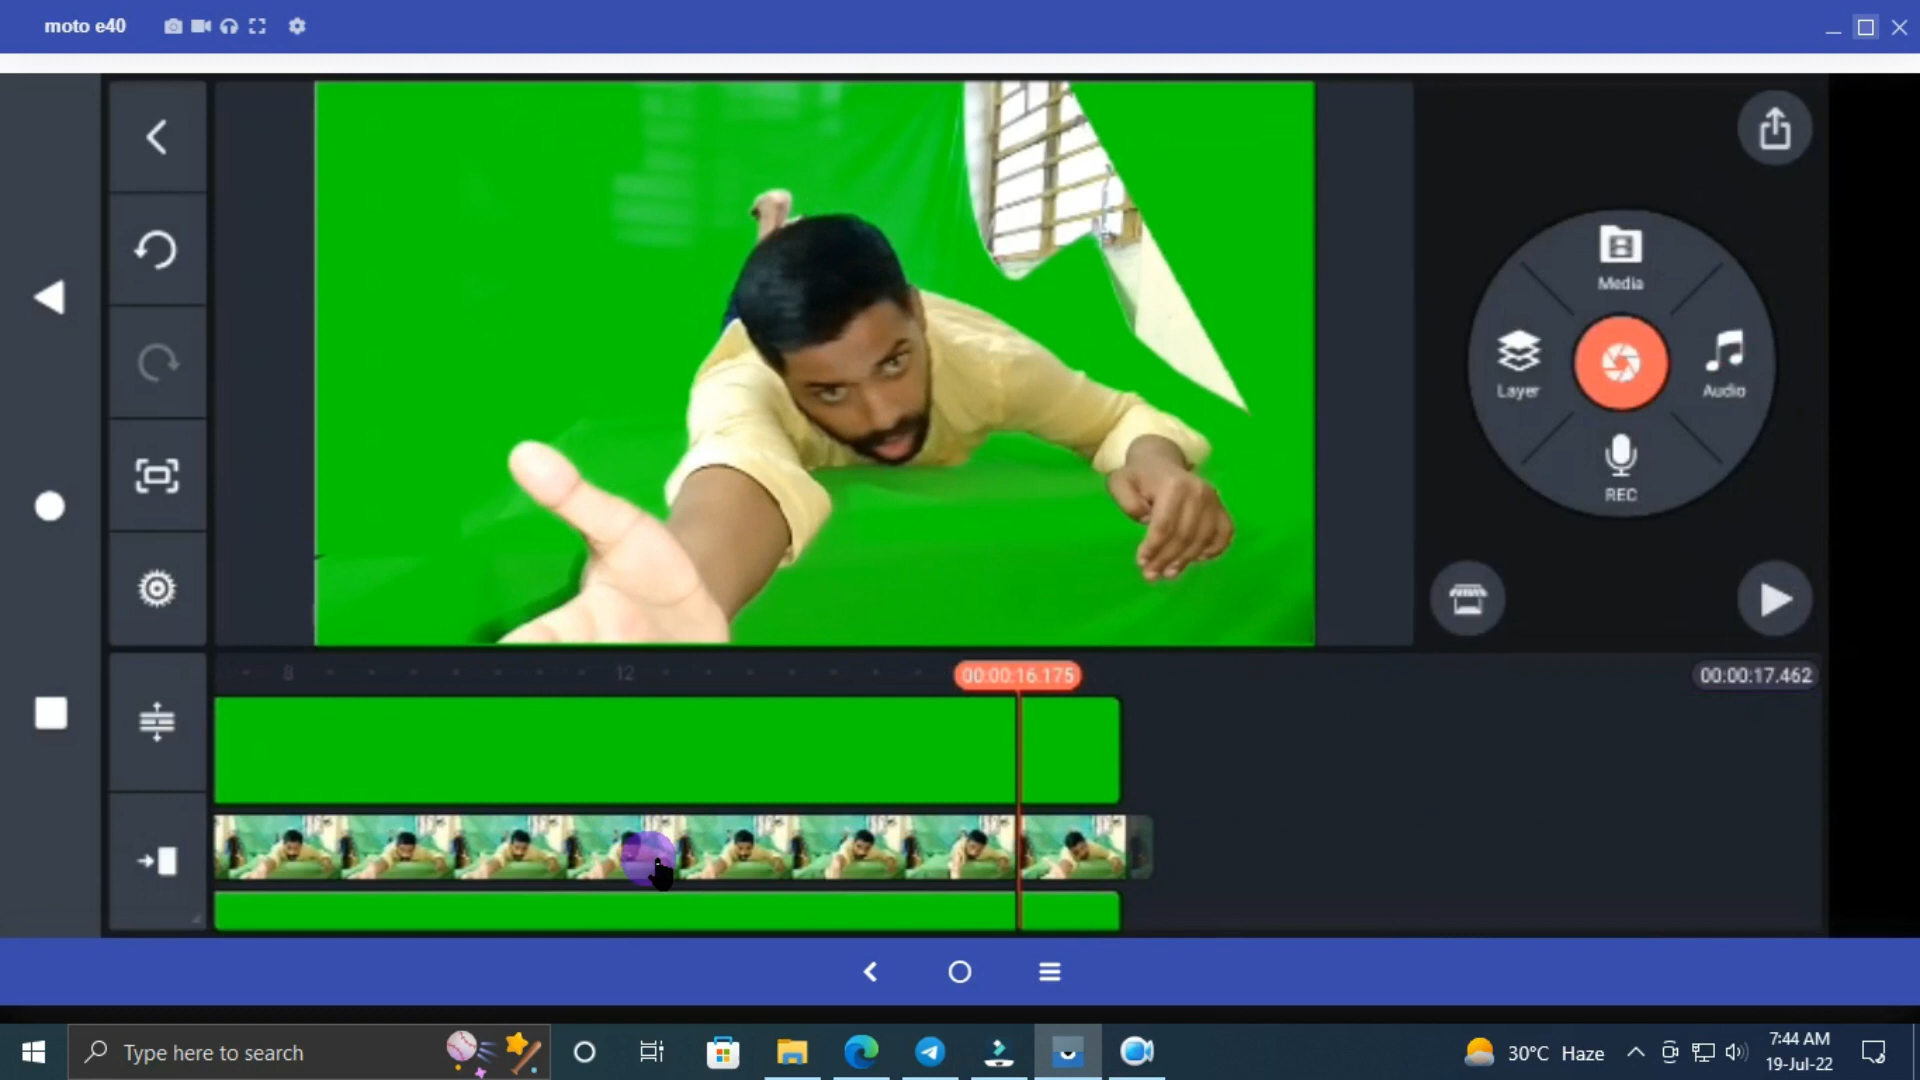 moto e40
Media
Layer
Audio
REC
8
12
00:00:16.175
00:00:17.462
Type here to search
30°C Haze
7:44 AM
19-Jul-22